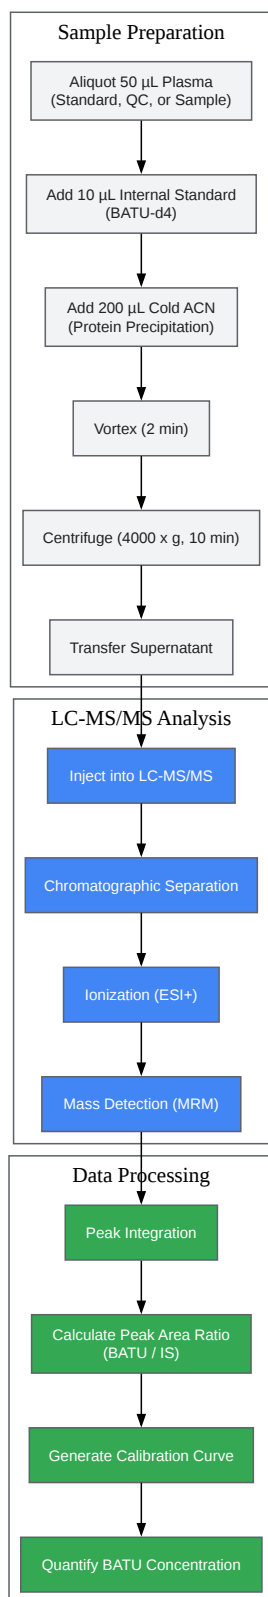 Sample Preparation
Aliquot 50 µL Plasma
(Standard, QC, or Sample)
Add 10 µL Internal Standard
(BATU-d4)
Add 200 µL Cold ACN
(Protein Precipitation)
Vortex (2 min)
Centrifuge (4000 x g, 10 min)
Transfer Supernatant
LC-MS/MS Analysis
Inject into LC-MS/MS
Chromatographic Separation
Ionization (ESI+)
Mass Detection (MRM)
Data Processing
Peak Integration
Calculate Peak Area Ratio
(BATU / IS)
Generate Calibration Curve
Quantify BATU Concentration